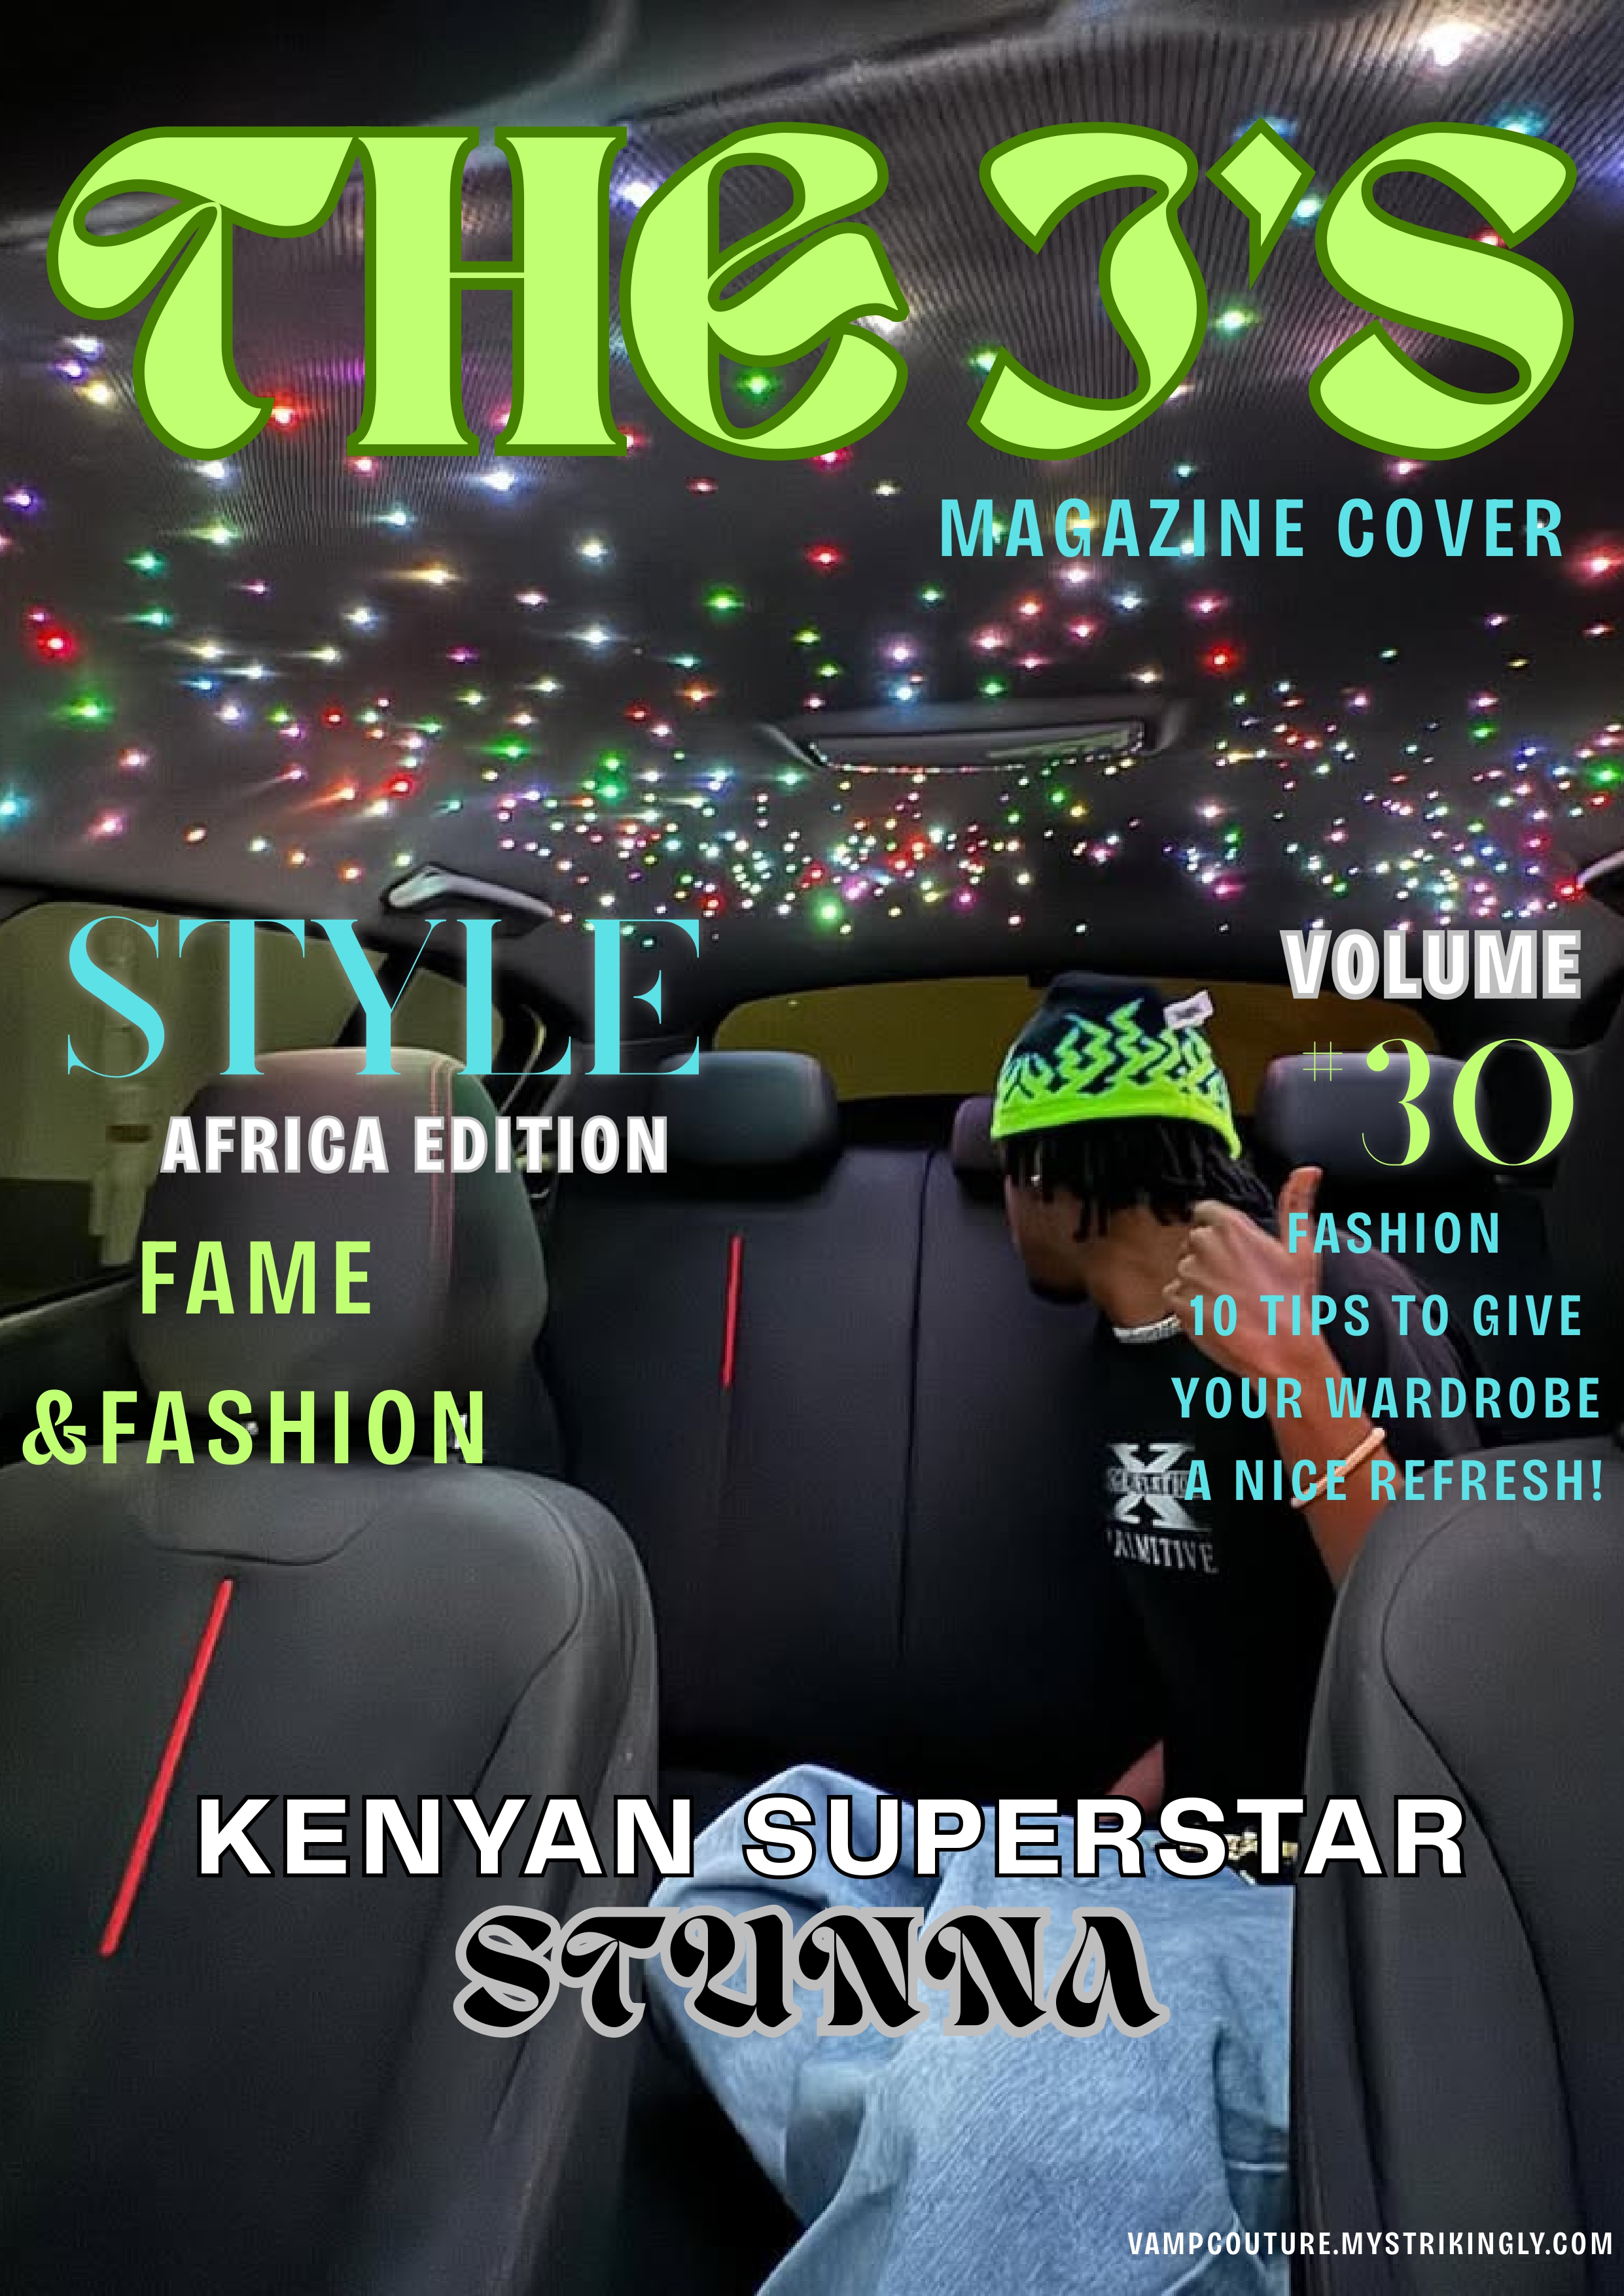 THE J'S
MAGAZINE COVER
STYLE
AFRICA EDITION
FAME
&FASHION
VOLUME
#30
FASHION
10 TIPS TO GIVE
YOUR WARDROBE
A NICE REFRESH!
X
KENYAN SUPERSTAR
STUNNA
VAMPCOUTURE.MYSTRIKINGLY.COM